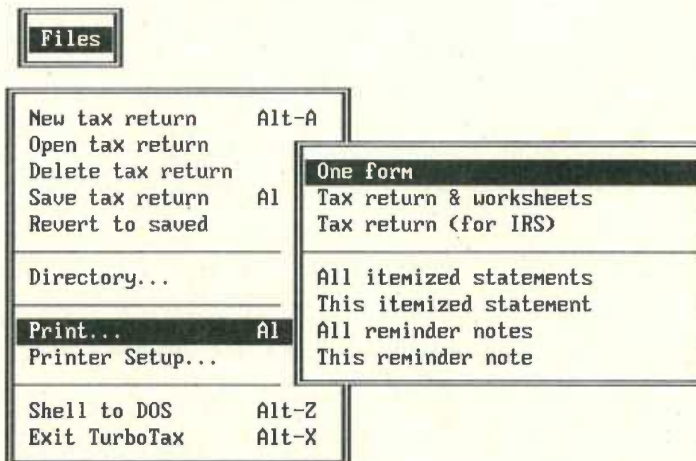 Files
New tax return Alt-A
Open tax return
Delete tax return
Save tax return Al
Revert to saved
Directory...
Print... Al
Printer Setup...
Shell to DOS Alt-Z
Exit TurboTax Alt-X
One form
Tax return & worksheets
Tax return (for IRS)
All itemized statements
This itemized statement
All reminder notes
This reminder note